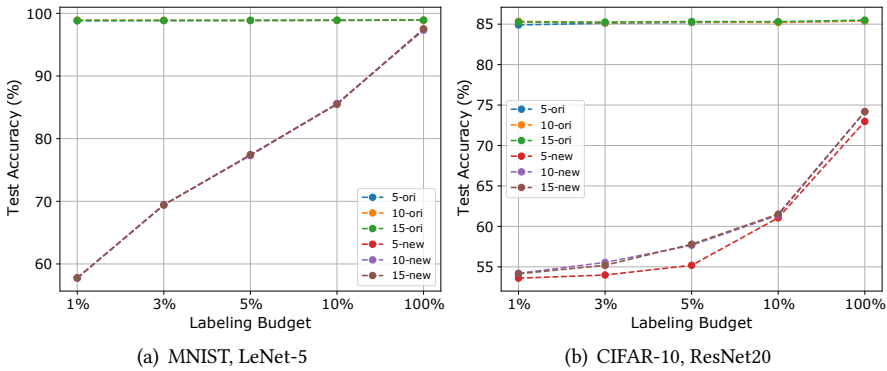 100
90
80
70
60
Test Accuracy (%)
5-ori
10-ori
15-ori
5-new
10-new
15-new
1% 3% 5% 10% 100%
Labeling Budget
(a) MNIST, LeNet-5
85
80
75
70
65
60
55
Test Accuracy (%)
5-ori
10-ori
15-ori
5-new
10-new
15-new
1% 3% 5% 10% 100%
Labeling Budget
(b) CIFAR-10, ResNet20